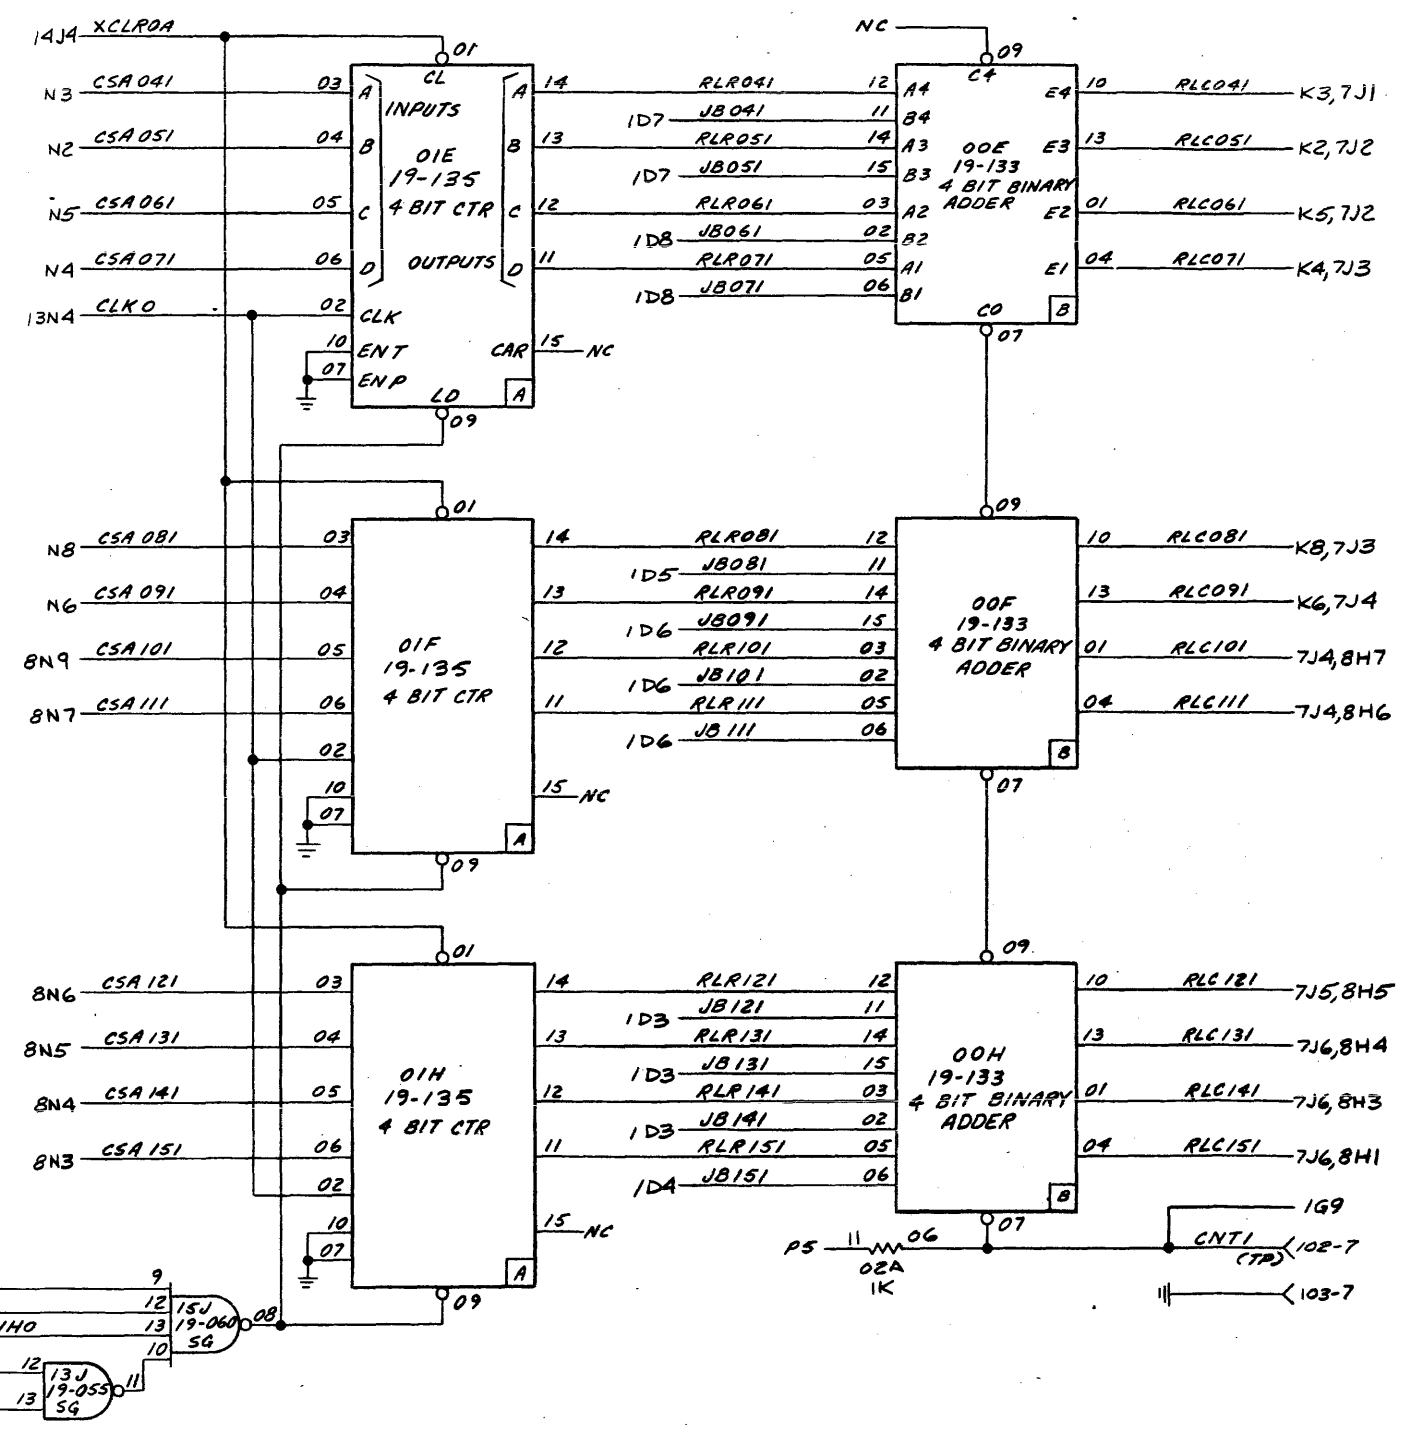 14J4 XCLR0A 01 NC 09
CL C4
N3 CSA041 03 A A 14 RLR041 12 A4 E4 10 RLC041 K3,7J1
INPUTS
1D7 JB041 11 B4
N2 CSA051 04 B B 13 RLR051 14 A3 E3 13 RLC051 K2,7J2
01E 00E
19-135 19-133
1D7 JB051 15 B3
4 BIT CTR 4 BIT BINARY
ADDER
N5 CSA061 05 C C 12 RLR061 03 A2 E2 01 RLC061 K5,7J2
1D8 JB061 02 B2
N4 CSA071 06 D OUTPUTS D 11 RLR071 05 A1 E1 04 RLC071 K4,7J3
1D8 JB071 06 B1
13N4 CLK0 02 CLK C0 B
07
10 ENT CAR 15 NC
07 ENP
LD A
09
01 09
N8 CSA081 03 14 RLR081 12 10 RLC081 K8,7J3
1D5 JB081 11
N6 CSA091 04 13 RLR091 14 13 RLC091 K6,7J4
00F
1D6 JB091 15 19-133
01F 4 BIT BINARY
8N9 CSA101 05 12 RLR101 03 01 RLC101 7J4,8H7
19-135 ADDER
1D6 JB101 02
4 BIT CTR
8N7 CSA111 06 11 RLR111 05 04 RLC111 7J4,8H6
1D6 JB111 06
02 B
07
10 15 NC
07
A
09
01 09
8N6 CSA121 03 14 RLR121 12 10 RLC121 7J5,8H5
1D3 JB121 11
8N5 CSA131 04 13 RLR131 14 13 RLC131 7J6,8H4
00H
01H 1D3 JB131 15 19-133
8N4 CSA141 05 19-135 12 RLR141 03 4 BIT BINARY 01 RLC141 7J6,8H3
4 BIT CTR ADDER
1D3 JB141 02
8N3 CSA151 06 11 RLR151 05 04 RLC151 7J6,8H1
1D4 JB151 06
02 B
1G9
10 15 NC 07
P5 11 06 CNT1 102-7
07 (TP)
02A
1K
A
103-7
09
9
12 15J
1H0 13 19-060 08
SG
10
12 13J
19-055 11
13 SG